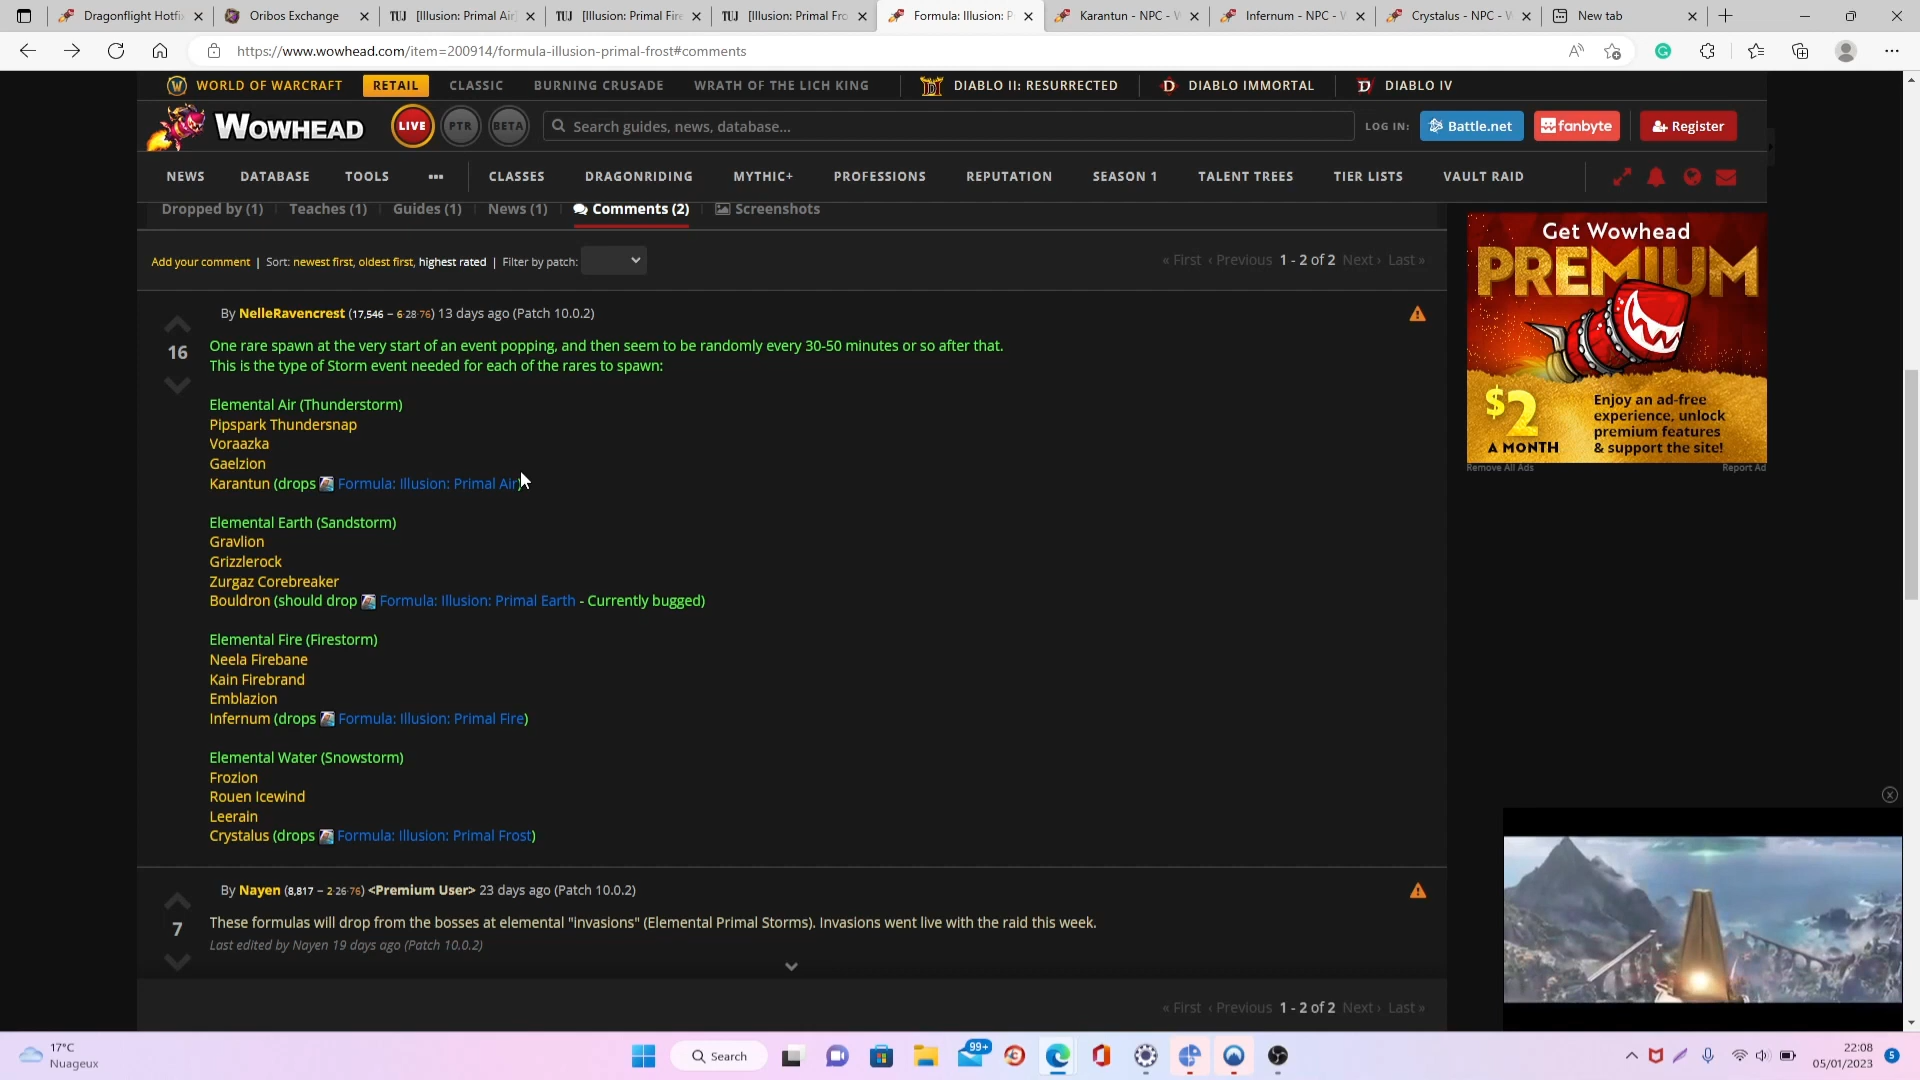 Dragonflight Hotfi
Oribos Exchange
TUJ [Illusion: Primal Air
TUJ [Illusion: Primal Fire
TUJ [Illusion: Primal Fro
Formula: Illusion: P
Karantun - NPC - W
Infernum - NPC - W
Crystalus - NPC - W
New tab
https://www.wowhead.com/item=200914/formula-illusion-primal-frost#comments
WORLD OF WARCRAFT RETAIL CLASSIC BURNING CRUSADE WRATH OF THE LICH KING DIABLO II: RESURRECTED DIABLO IMMORTAL DIABLO IV
WOWHEAD LIVE PTR BETA Search guides, news, database... LOG IN: Battle.net fanbyte Register
NEWS DATABASE TOOLS ••• CLASSES DRAGONRIDING MYTHIC+ PROFESSIONS REPUTATION SEASON 1 TALENT TREES TIER LISTS VAULT RAID
Dropped by (1) Teaches (1) Guides (1) News (1) Comments (2) Screenshots
Add your comment | Sort: newest first, oldest first, highest rated | Filter by patch:
« First ‹ Previous 1 - 2 of 2 Next › Last »
By NelleRavencrest (17,546 – 6·28·76) 13 days ago (Patch 10.0.2)
16
One rare spawn at the very start of an event popping, and then seem to be randomly every 30-50 minutes or so after that.
This is the type of Storm event needed for each of the rares to spawn:
Elemental Air (Thunderstorm)
Pipspark Thundersnap
Voraazka
Gaelzion
Karantun (drops Formula: Illusion: Primal Air)
Elemental Earth (Sandstorm)
Gravlion
Grizzlerock
Zurgaz Corebreaker
Bouldron (should drop Formula: Illusion: Primal Earth - Currently bugged)
Elemental Fire (Firestorm)
Neela Firebane
Kain Firebrand
Emblazion
Infernum (drops Formula: Illusion: Primal Fire)
Elemental Water (Snowstorm)
Frozion
Rouen Icewind
Leerain
Crystalus (drops Formula: Illusion: Primal Frost)
By Nayen (8,817 – 2·26·76) <Premium User> 23 days ago (Patch 10.0.2)
7
These formulas will drop from the bosses at elemental "invasions" (Elemental Primal Storms). Invasions went live with the raid this week.
Last edited by Nayen 19 days ago (Patch 10.0.2)
« First ‹ Previous 1 - 2 of 2 Next › Last »
Get Wowhead
PREMIUM
$2
A MONTH
Enjoy an ad-free
experience, unlock
premium features
& support the site!
Remove All Ads Report Ad
17°C
Nuageux
Search
99+
22:08
05/01/2023
5